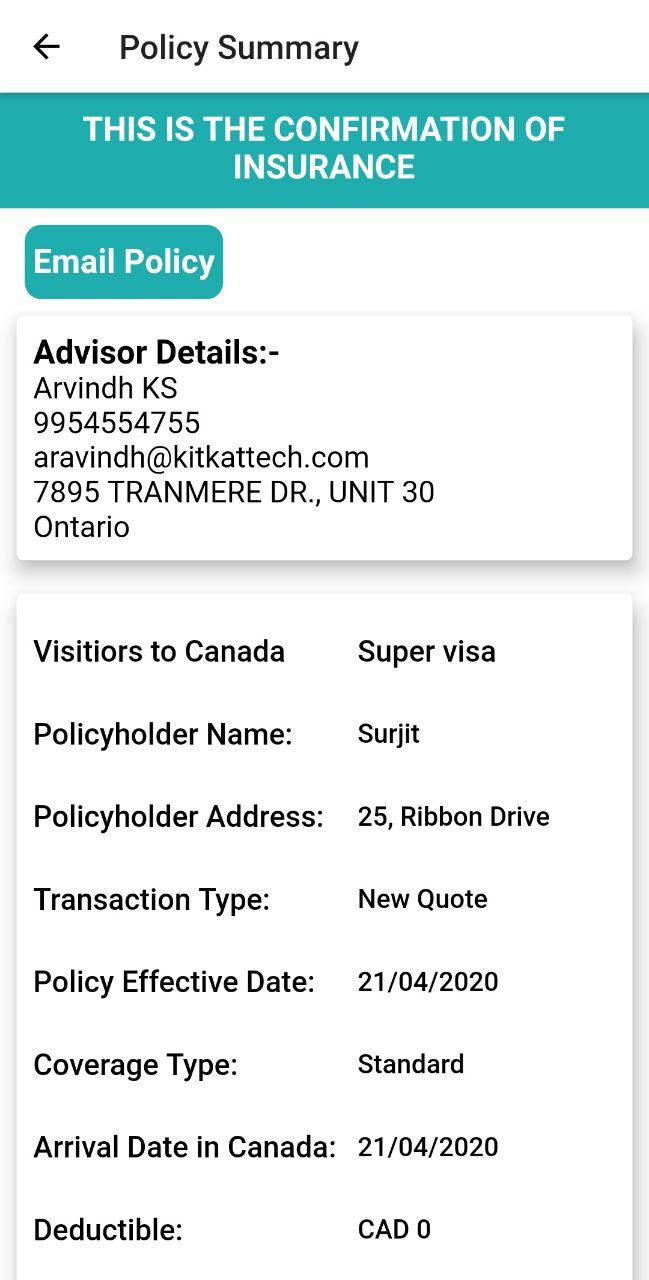 Policy Summary
THIS IS THE CONFIRMATION OF
INSURANCE
Email Policy
Advisor Details:-
Arvindh KS
9954554755
aravindh@kitkattech.com
7895 TRANMERE DR., UNIT 30
Ontario
Visitiors to Canada Super visa
Policyholder Name: Surjit
Policyholder Address: 25, Ribbon Drive
Transaction Type: New Quote
Policy Effective Date: 21/04/2020
Coverage Type: Standard
Arrival Date in Canada: 21/04/2020
Deductible: CAD 0